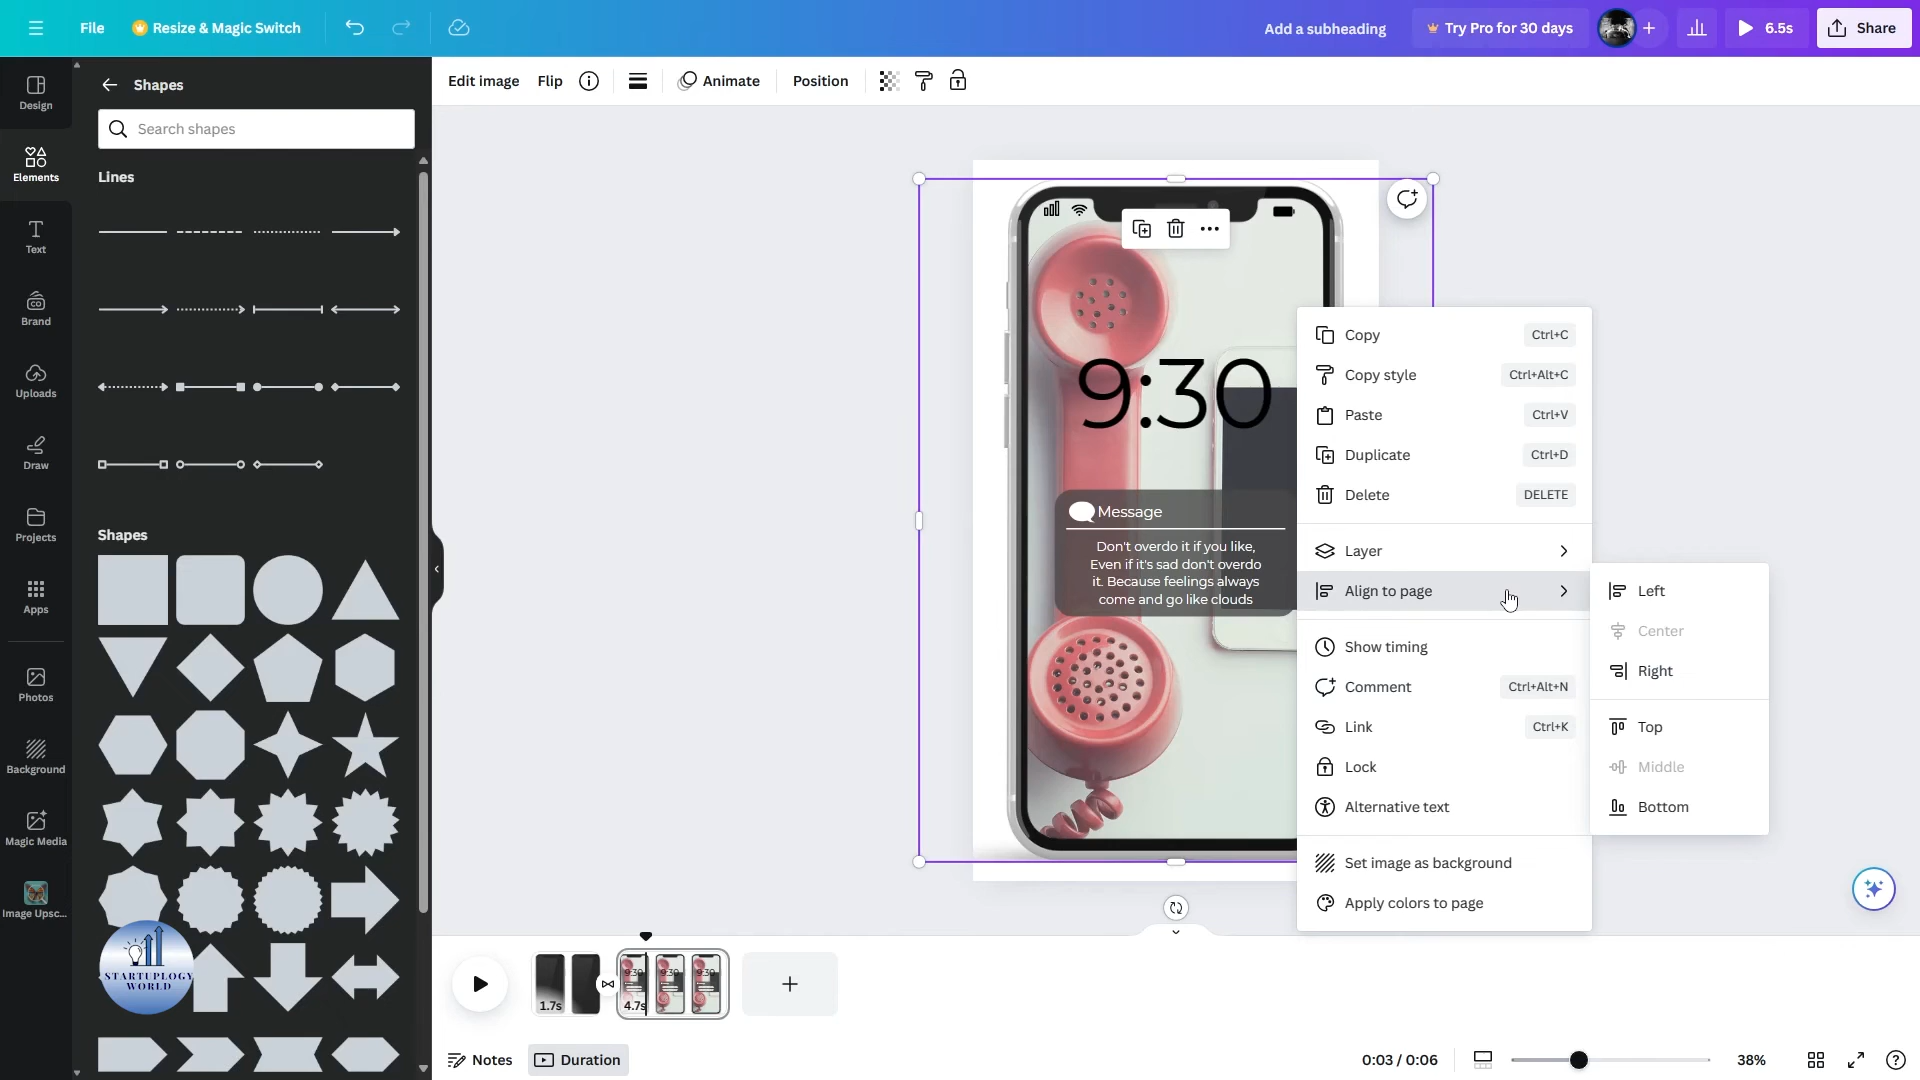 File
Resize & Magic Switch
Add a subheading
Try Pro for 30 days
6.5s
Share
Design
Elements
Text
Brand
Uploads
Draw
Projects
Apps
Photos
Background
Magic Media
Image Upsc...
Shapes
Search shapes
Lines
Shapes
STARTUPLOGY
WORLD
Edit image
Flip
Animate
Position
9:30
Message
Don't overdo it if you like,
Even if it's sad don't overdo
it. Because feelings always
come and go like clouds
Copy Ctrl+C
Copy style Ctrl+Alt+C
Paste Ctrl+V
Duplicate Ctrl+D
Delete DELETE
Layer
Align to page
Show timing
Comment Ctrl+Alt+N
Link Ctrl+K
Lock
Alternative text
Set image as background
Apply colors to page
Left
Center
Right
Top
Middle
Bottom
1.7s
9:30 9:30 9:30
4.7s
Notes
Duration
0:03 / 0:06
38%